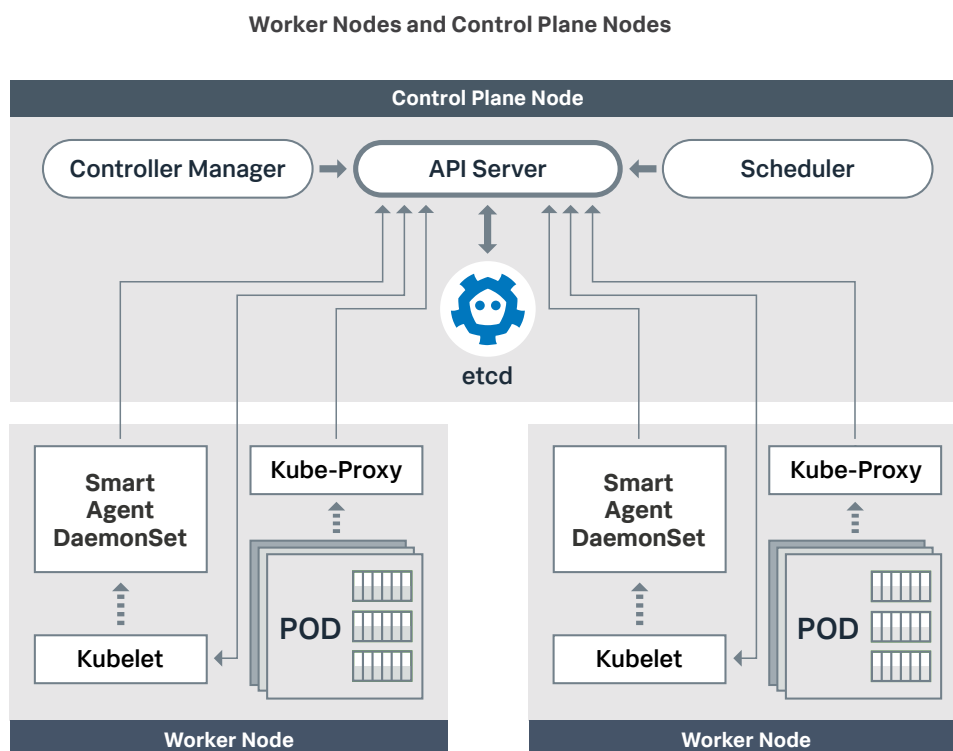 Worker Nodes and Control Plane Nodes
Control Plane Node
Controller Manager
API Server
Scheduler
etcd
Smart
Agent
DaemonSet
Kube-Proxy
POD
Kubelet
Worker Node
Smart
Agent
DaemonSet
Kube-Proxy
POD
Kubelet
Worker Node